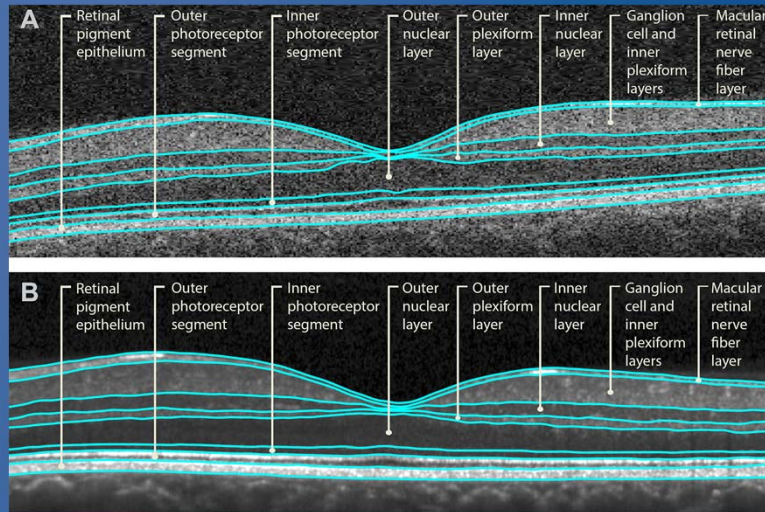 A
Retinal
pigment
epithelium
Outer
photoreceptor
segment
Inner
photoreceptor
segment
Outer
nuclear
layer
Outer
plexiform
layer
Inner
nuclear
layer
Ganglion
cell and
inner
plexiform
layers
Macular
retinal
nerve
fiber
layer
B
Retinal
pigment
epithelium
Outer
photoreceptor
segment
Inner
photoreceptor
segment
Outer
nuclear
layer
Outer
plexiform
layer
Inner
nuclear
layer
Ganglion
cell and
inner
plexiform
layers
Macular
retinal
nerve
fiber
layer